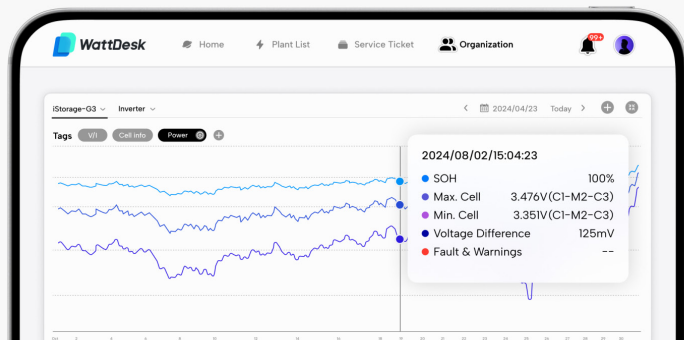 WattDesk
Home
Plant List
Service Ticket
Organization
99+
iStorage-G3
Inverter
2024/04/23
Today
Tags
V/I
Cell info
Power
2024/08/02/15:04:23
SOH 100%
Max. Cell 3.476V(C1-M2-C3)
Min. Cell 3.351V(C1-M2-C3)
Voltage Difference 125mV
Fault & Warnings --